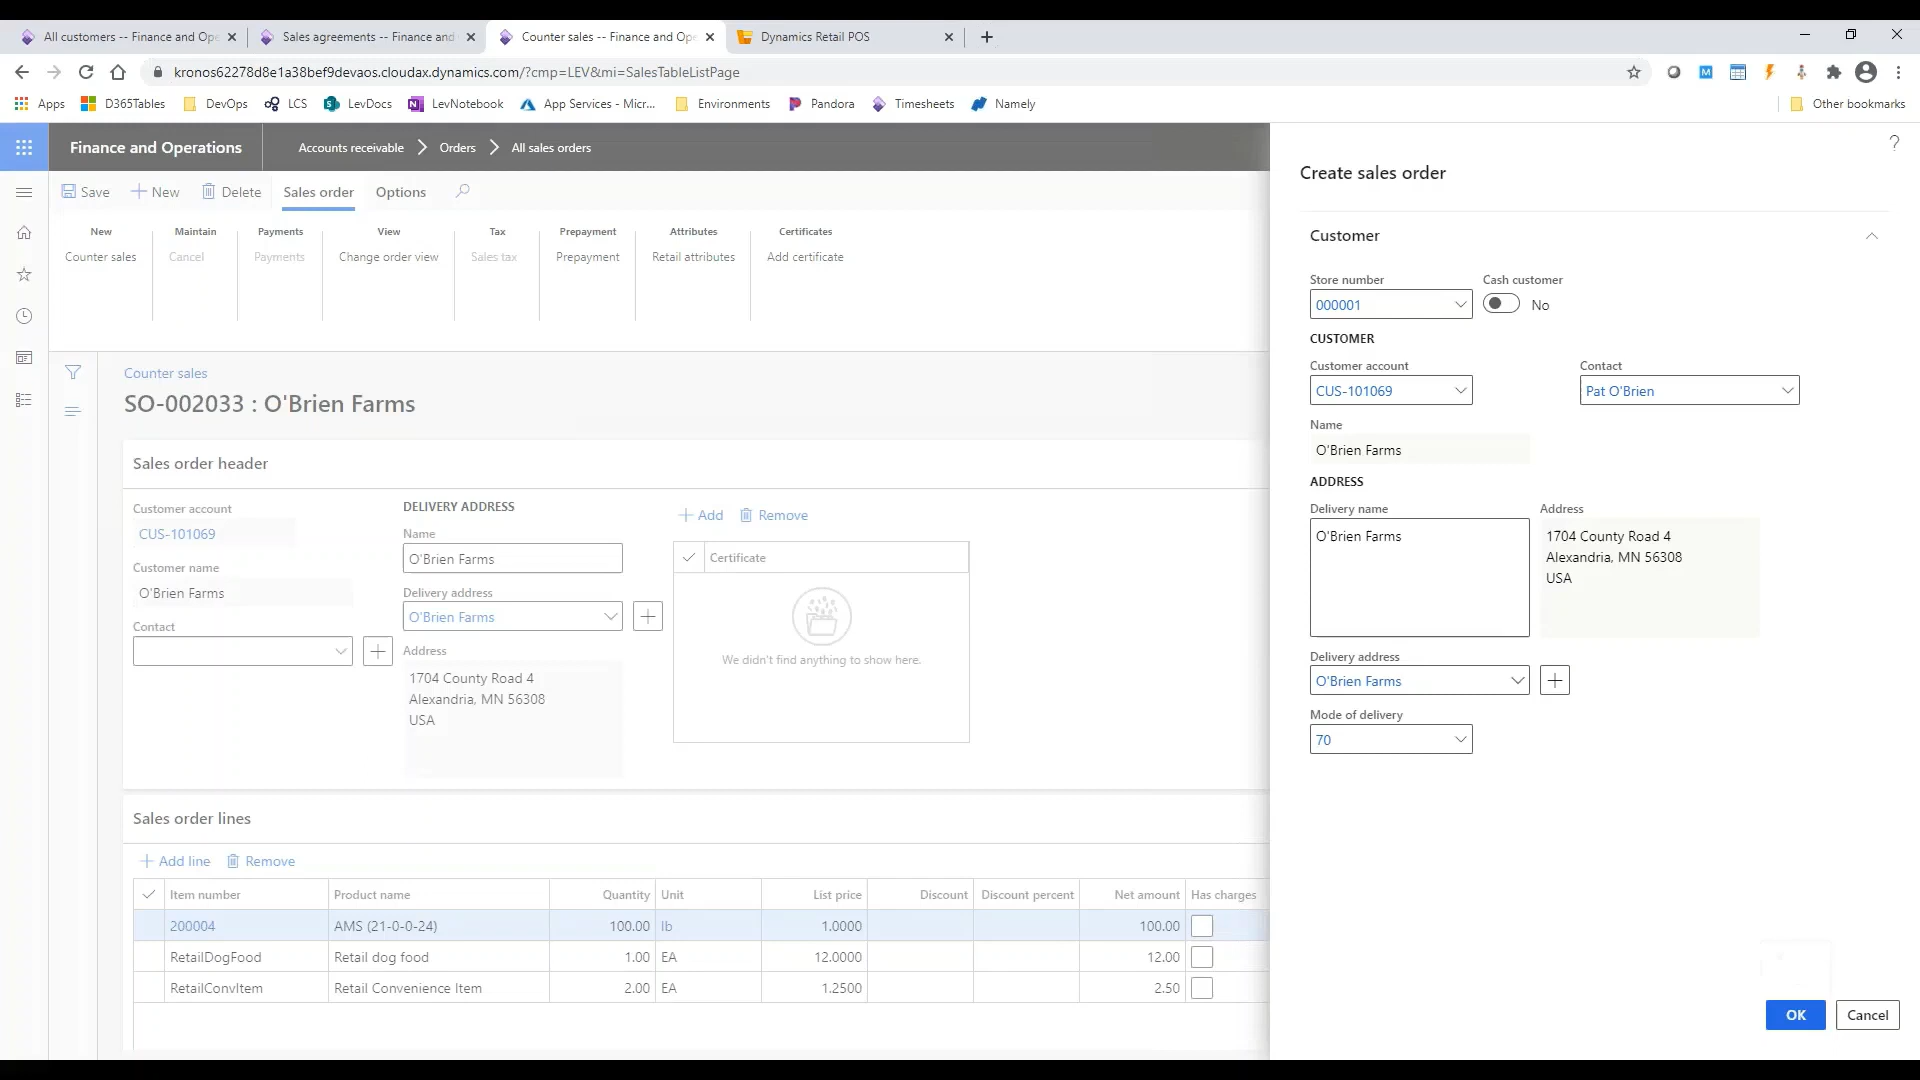 All customers -- Finance and Ope
Sales agreements -- Finance and
Counter sales -- Finance and Ope
Dynamics Retail POS
kronos62278d8e1a38bef9devaos.cloudax.dynamics.com/?cmp=LEV&mi=SalesTableListPage
Apps D365Tables DevOps LCS LevDocs LevNotebook App Services - Micr... Environments Pandora Timesheets Namely Other bookmarks
Finance and Operations
Accounts receivable Orders All sales orders
?
Save New Delete Sales order Options
New Maintain Payments View Tax Prepayment Attributes Certificates
Counter sales Cancel Payments Change order view Sales tax Prepayment Retail attributes Add certificate
Counter sales
SO-002033 : O'Brien Farms
Sales order header
Customer account
CUS-101069
Customer name
O'Brien Farms
Contact
DELIVERY ADDRESS
Name
O'Brien Farms
Delivery address
O'Brien Farms
Address
1704 County Road 4
Alexandria, MN 56308
USA
Add Remove
Certificate
We didn't find anything to show here.
Sales order lines
Add line Remove
Item number Product name Quantity Unit List price Discount Discount percent Net amount Has charges
200004 AMS (21-0-0-24) 100.00 lb 1.0000 100.00
RetailDogFood Retail dog food 1.00 EA 12.0000 12.00
RetailConvItem Retail Convenience Item 2.00 EA 1.2500 2.50
Create sales order
Customer
Store number Cash customer
000001 No
CUSTOMER
Customer account Contact
CUS-101069 Pat O'Brien
Name
O'Brien Farms
ADDRESS
Delivery name
O'Brien Farms
Address
1704 County Road 4
Alexandria, MN 56308
USA
Delivery address
O'Brien Farms
Mode of delivery
70
OK Cancel